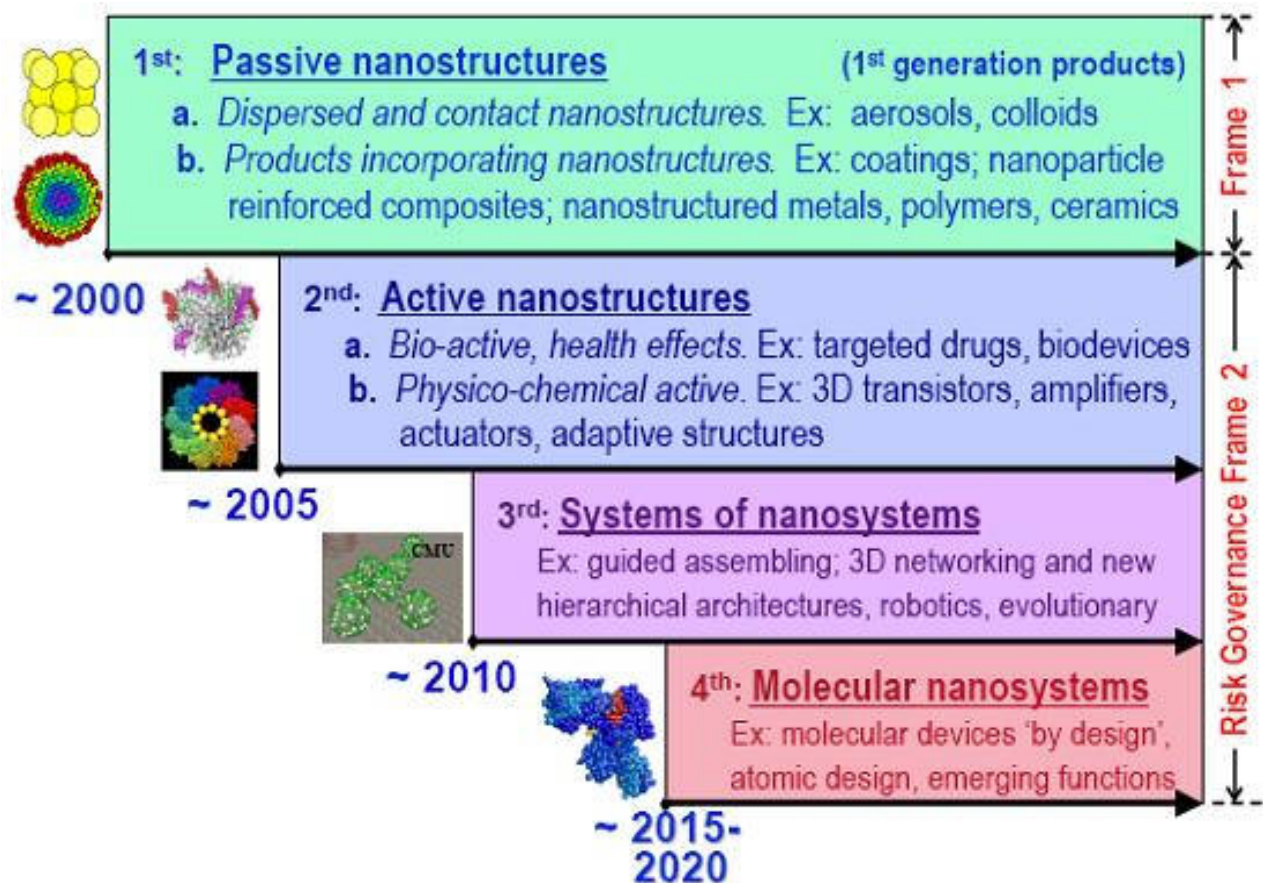 1st: Passive nanostructures (1st generation products)
a. Dispersed and contact nanostructures. Ex: aerosols, colloids
b. Products incorporating nanostructures. Ex: coatings; nanoparticle
reinforced composites; nanostructured metals, polymers, ceramics
~ 2000
2nd: Active nanostructures
a. Bio-active, health effects. Ex: targeted drugs, biodevices
b. Physico-chemical active. Ex: 3D transistors, amplifiers,
actuators, adaptive structures
~ 2005
CMU
3rd: Systems of nanosystems
Ex: guided assembling; 3D networking and new
hierarchical architectures, robotics, evolutionary
~ 2010
4th: Molecular nanosystems
Ex: molecular devices ‘by design’,
atomic design, emerging functions
~ 2015-
2020
Frame 1
Risk Governance Frame 2